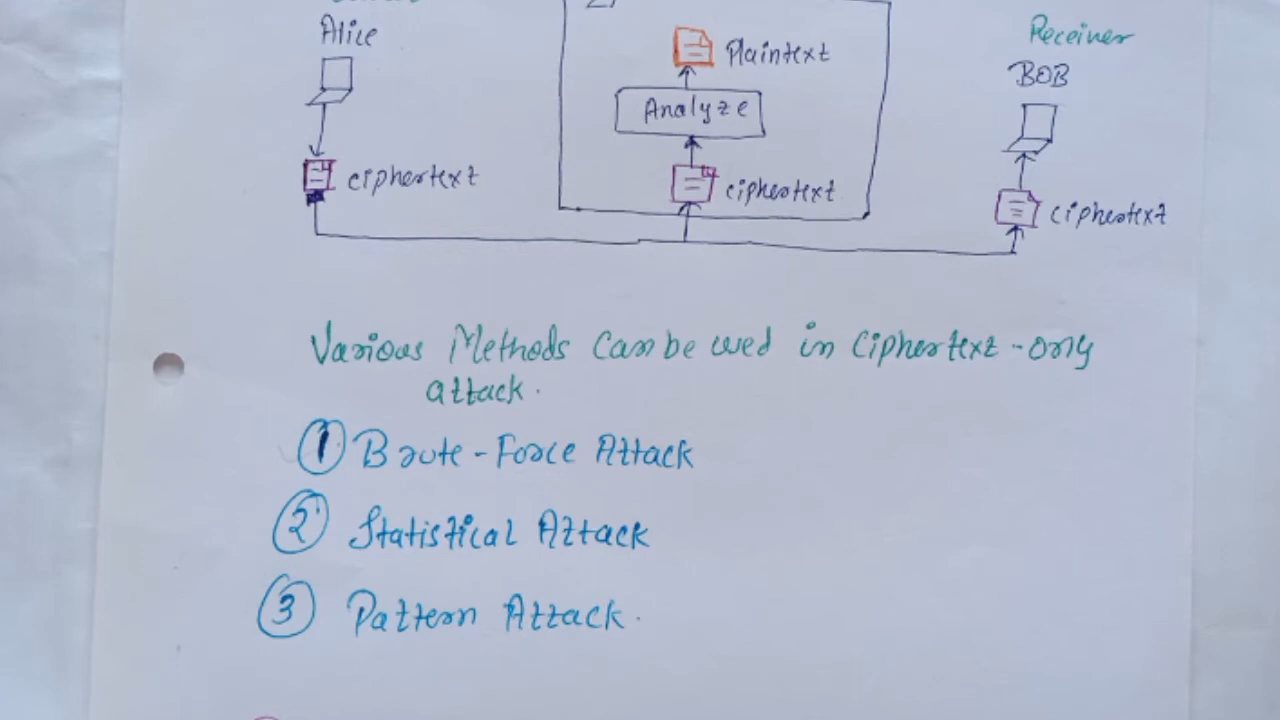 Alice
Receiver
BOB
Plaintext
Analyze
ciphertext
ciphertext
ciphertext
Various Methods Can be used in Ciphertext-only
attack.
1 Brute-Force Attack
2 Statistical Attack
3 Pattern Attack.